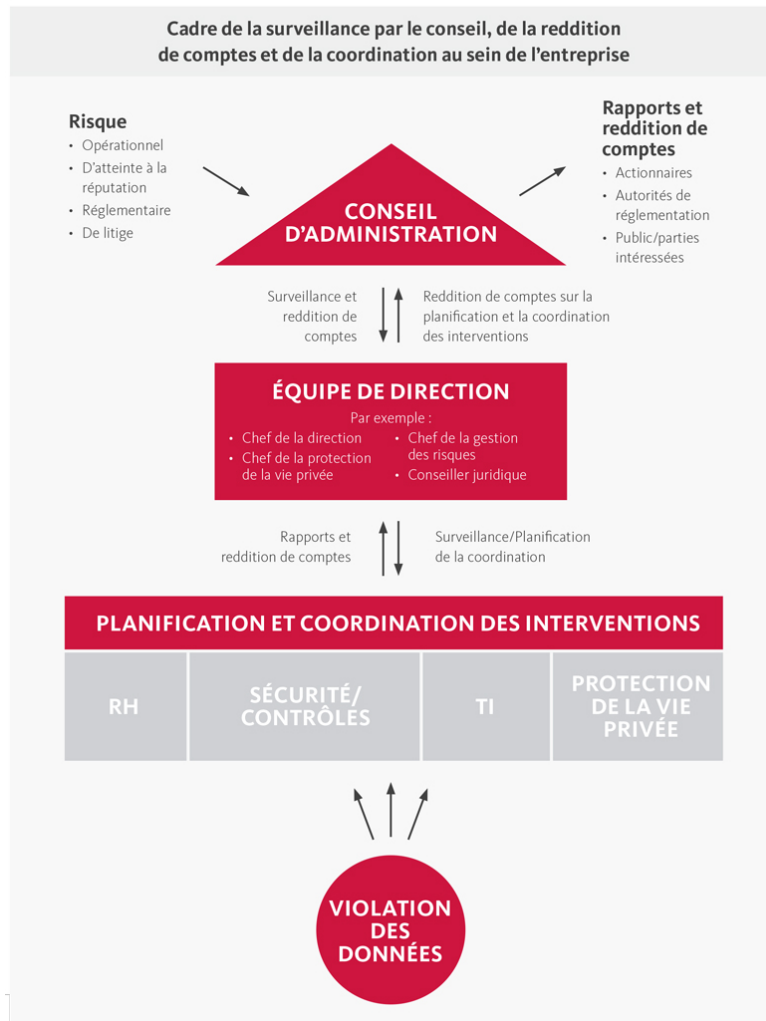 Cadre de la surveillance par le conseil, de la reddition
de comptes et de la coordination au sein de l'entreprise
Risque
• Opérationnel
• D'atteinte à la
réputation
• Réglementaire
• De litige
Rapports et
reddition de
comptes
• Actionnaires
• Autorités de
réglementation
• Public/parties
intéressées
CONSEIL
D'ADMINISTRATION
Surveillance et
reddition de
comptes
Reddition de comptes sur la
planification et la coordination
des interventions
ÉQUIPE DE DIRECTION
Par exemple :
• Chef de la direction
• Chef de la protection
de la vie privée
• Chef de la gestion
des risques
• Conseiller juridique
Rapports et
reddition de comptes
Surveillance/Planification
de la coordination
PLANIFICATION ET COORDINATION DES INTERVENTIONS
RH
SÉCURITÉ/
CONTRÔLES
TI
PROTECTION
DE LA VIE
PRIVÉE
VIOLATION
DES
DONNÉES